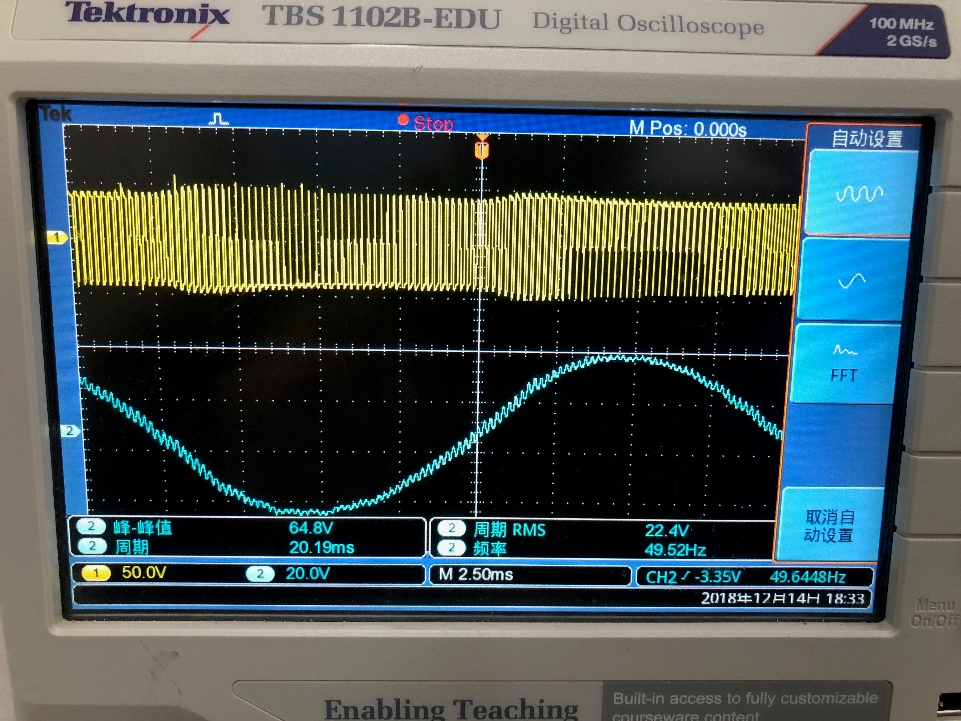 Tektronix TBS 1102B-EDU Digital Oscilloscope
100 MHz
2 GS/s
Tek
Stop
M Pos: 0.000s
自动设置
1
FFT
2
取消自
动设置
2 峰-峰值 64.8V
2 周期 20.19ms
2 周期 RMS 22.4V
2 频率 49.52Hz
1 50.0V
2 20.0V
M 2.50ms
CH2 -3.35V 49.6448Hz
2018年12月14日 18:33
Menu
On/Off
Enabling Teaching
Built-in access to fully customizable
courseware content